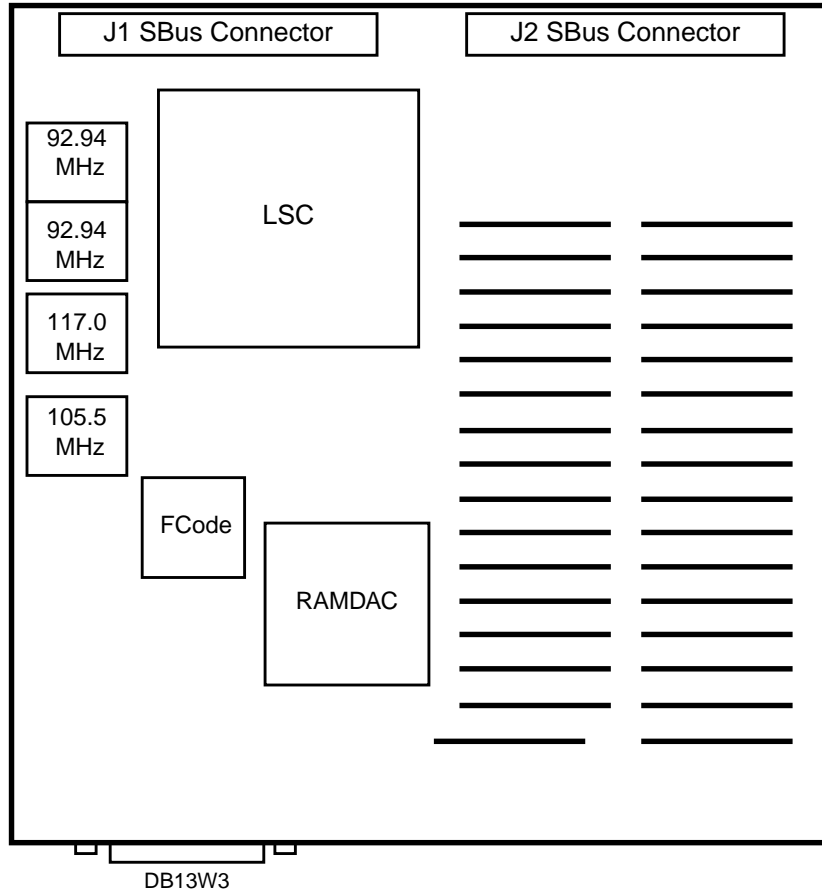 J1 SBus Connector
J2 SBus Connector
92.94
MHz
LSC
92.94
MHz
117.0
MHz
105.5
MHz
FCode
RAMDAC
DB13W3